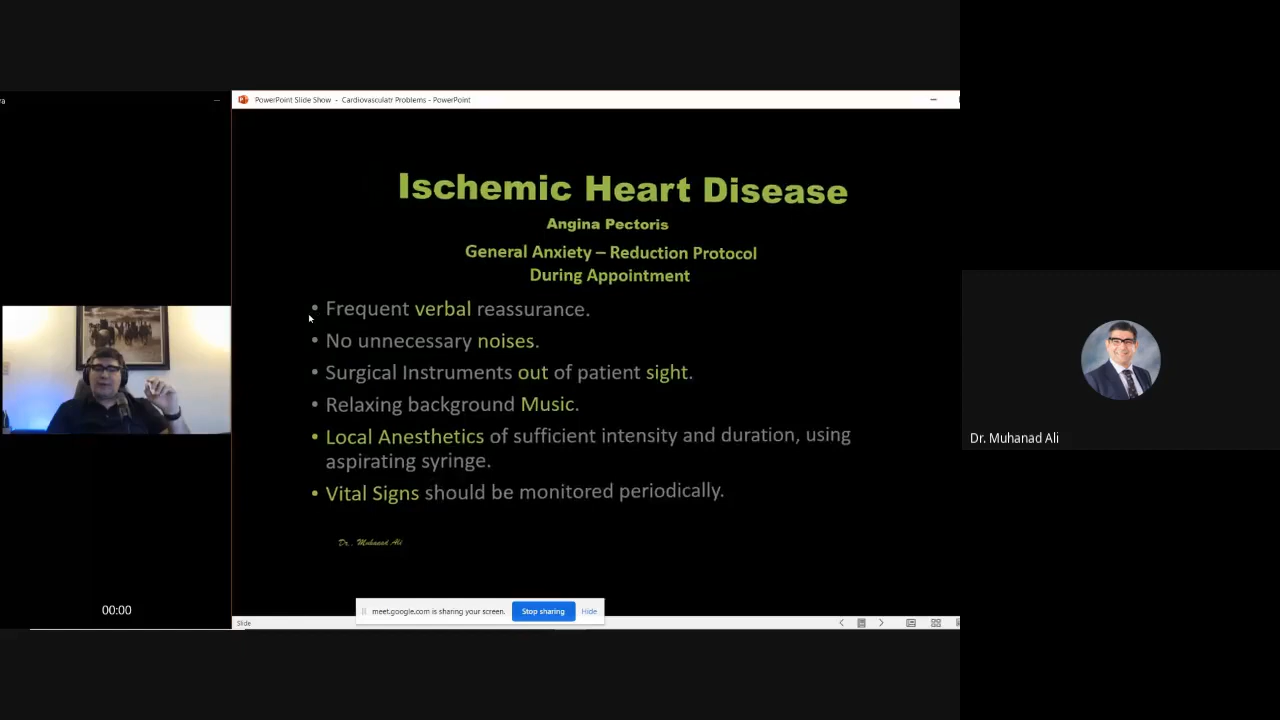 PowerPoint Slide Show - Cardiovasculatr Problems - PowerPoint
Ischemic Heart Disease
Angina Pectoris
General Anxiety – Reduction Protocol
During Appointment
• Frequent verbal reassurance.
• No unnecessary noises.
• Surgical Instruments out of patient sight.
• Relaxing background Music.
• Local Anesthetics of sufficient intensity and duration, using
aspirating syringe.
• Vital Signs should be monitored periodically.
Dr. Muhanad Ali
meet.google.com is sharing your screen.
Stop sharing
Hide
00:00
Slide
Dr. Muhanad Ali